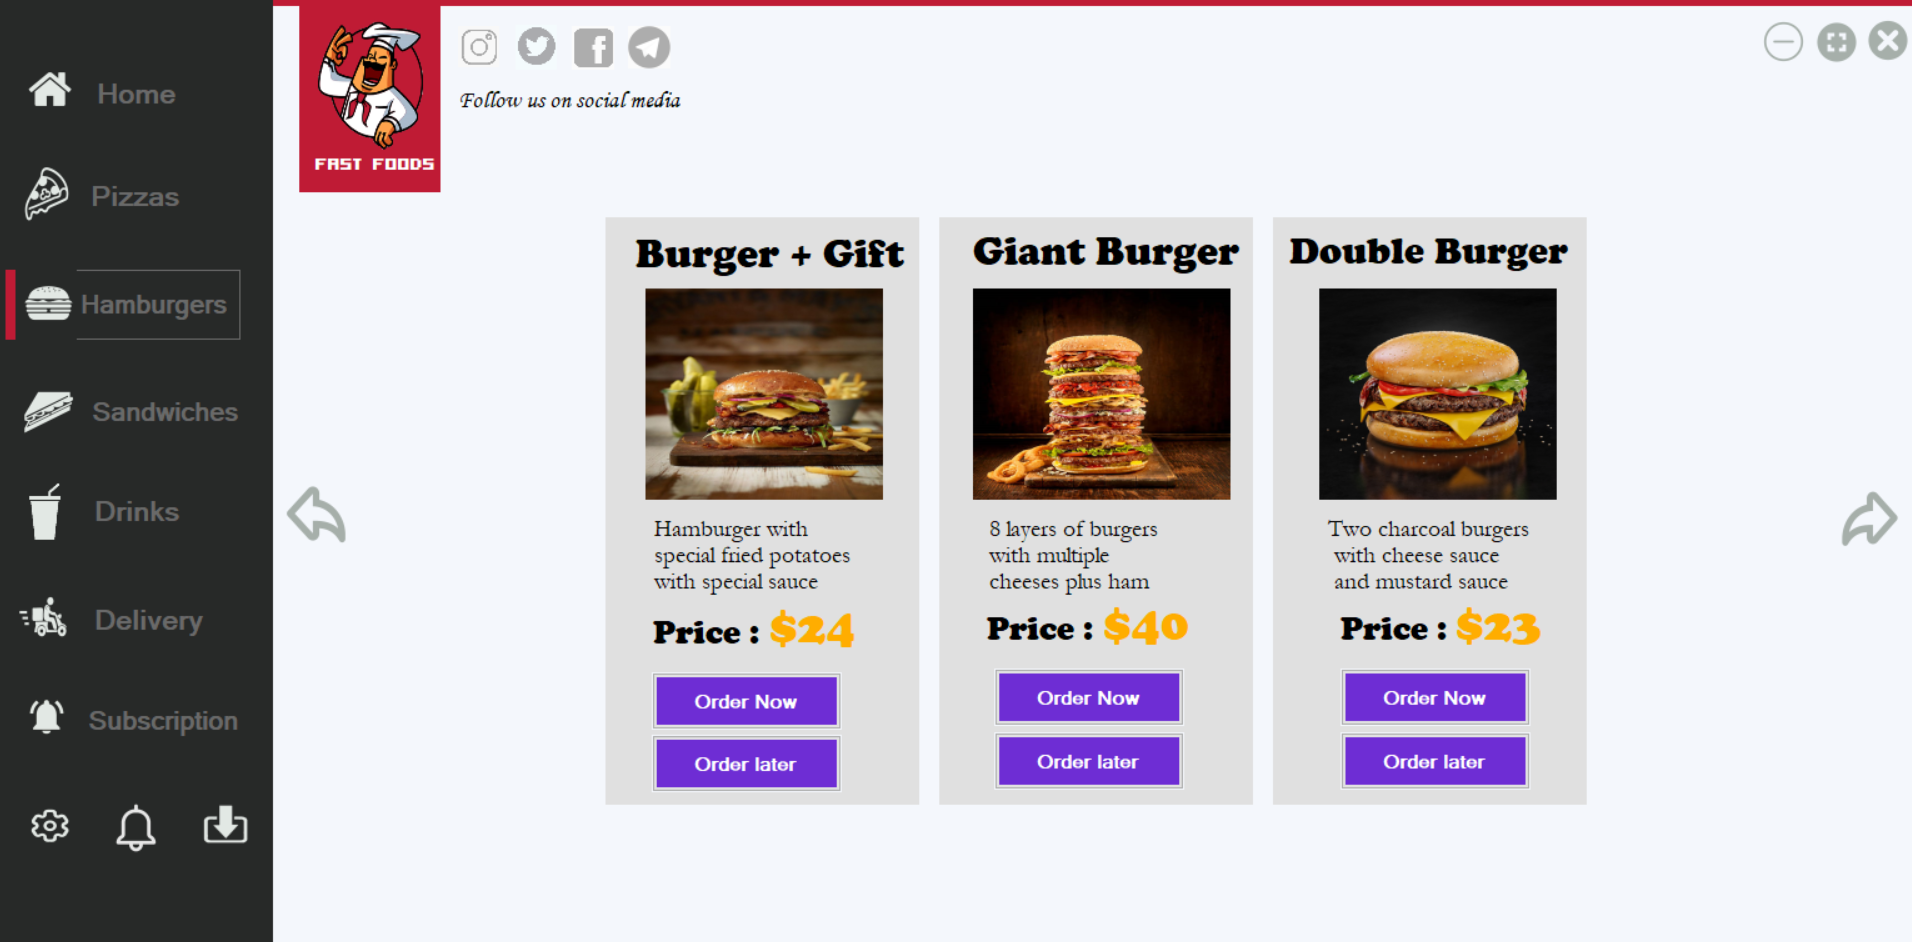 Home
Pizzas
Hamburgers
Sandwiches
Drinks
Delivery
Subscription
FAST FOODS
Follow us on social media
Burger + Gift
Hamburger with
special fried potatoes
with special sauce
Price : $24
Order Now
Order later
Giant Burger
8 layers of burgers
with multiple
cheeses plus ham
Price : $40
Order Now
Order later
Double Burger
Two charcoal burgers
with cheese sauce
and mustard sauce
Price : $23
Order Now
Order later